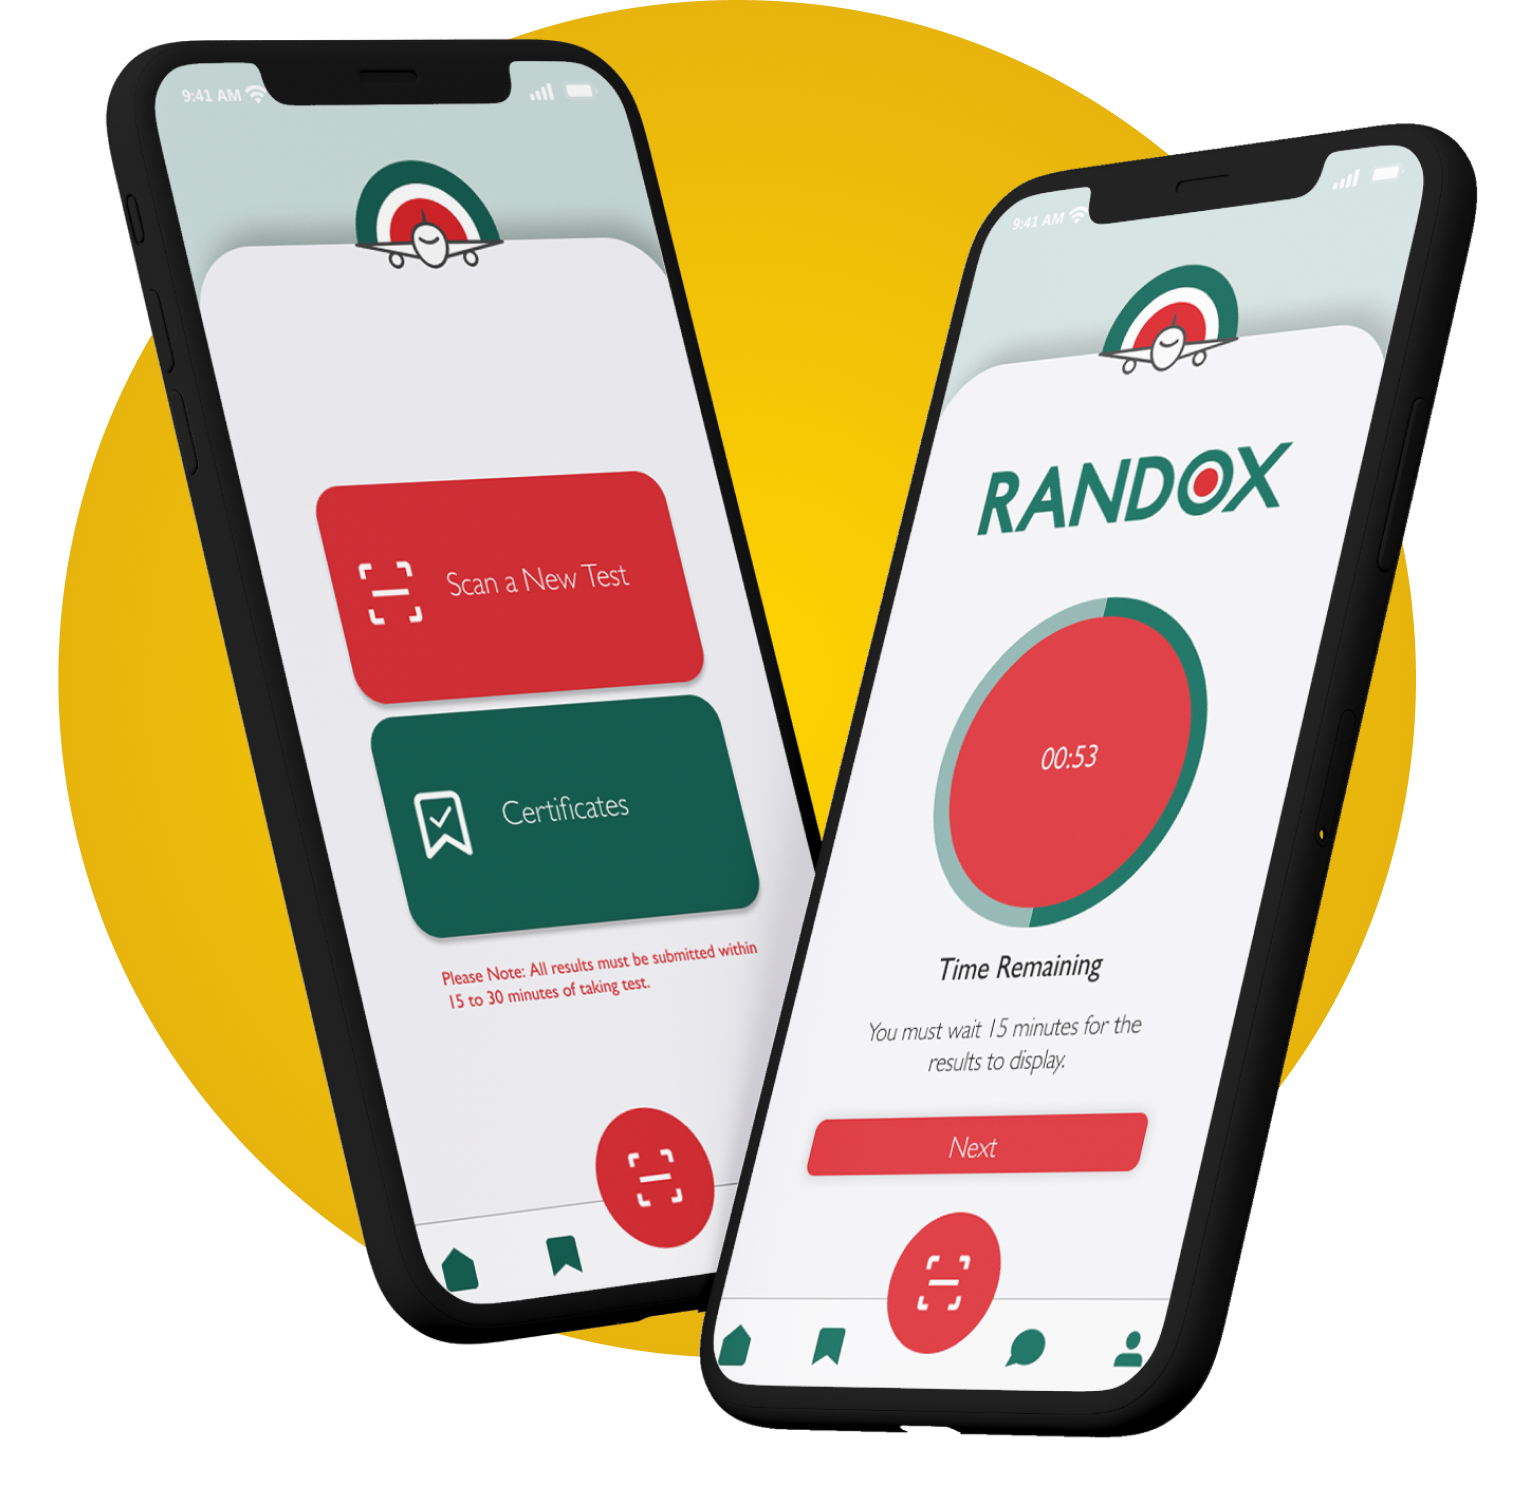 9:41 AM
Scan a New Test
Certificates
Please Note: All results must be submitted within
15 to 30 minutes of taking test.
9:41 AM
RANDOX
00:53
Time Remaining
You must wait 15 minutes for the
results to display.
Next